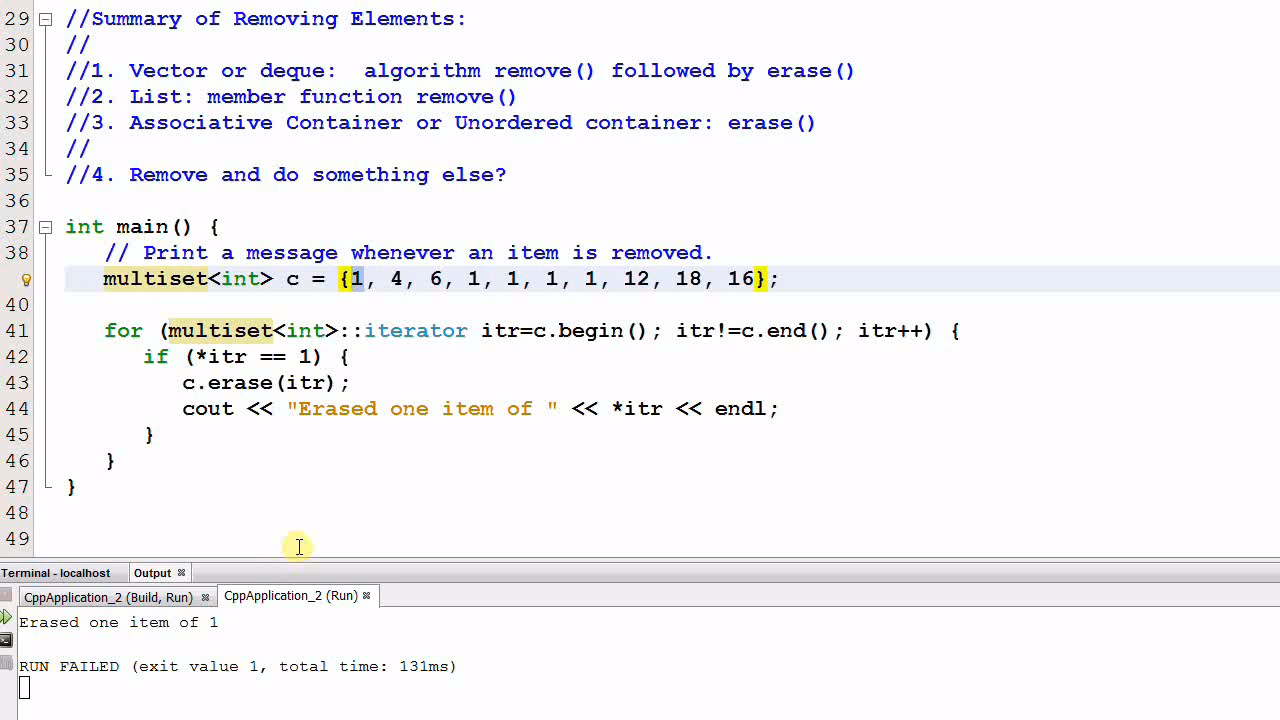 29 //Summary of Removing Elements:
30 //
31 //1. Vector or deque:  algorithm remove() followed by erase()
32 //2. List: member function remove()
33 //3. Associative Container or Unordered container: erase()
34 //
35 //4. Remove and do something else?
36
37 int main() {
38    // Print a message whenever an item is removed.
   multiset<int> c = {1, 4, 6, 1, 1, 1, 1, 12, 18, 16};
40
41    for (multiset<int>::iterator itr=c.begin(); itr!=c.end(); itr++) {
42       if (*itr == 1) {
43          c.erase(itr);
44          cout << "Erased one item of " << *itr << endl;
45       }
46    }
47 }
48
49
Terminal - localhost Output
CppApplication_2 (Build, Run) CppApplication_2 (Run)
Erased one item of 1
RUN FAILED (exit value 1, total time: 131ms)